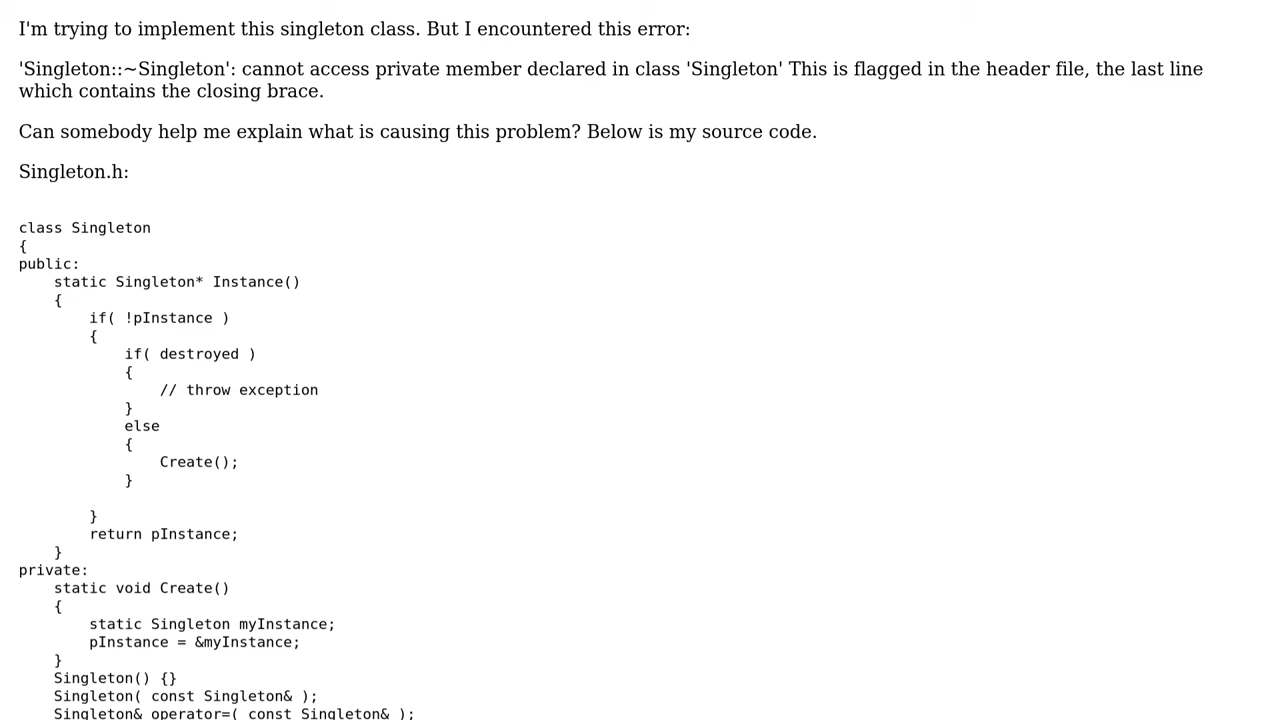 I'm trying to implement this singleton class. But I encountered this error:
'Singleton::~Singleton': cannot access private member declared in class 'Singleton' This is flagged in the header file, the last line
which contains the closing brace.
Can somebody help me explain what is causing this problem? Below is my source code.
Singleton.h:
class Singleton
{
public:
    static Singleton* Instance()
    {
        if( !pInstance )
        {
            if( destroyed )
            {
                // throw exception
            }
            else
            {
                Create();
            }

        }
        return pInstance;
    }
private:
    static void Create()
    {
        static Singleton myInstance;
        pInstance = &myInstance;
    }
    Singleton() {}
    Singleton( const Singleton& );
    Singleton& operator=( const Singleton& );